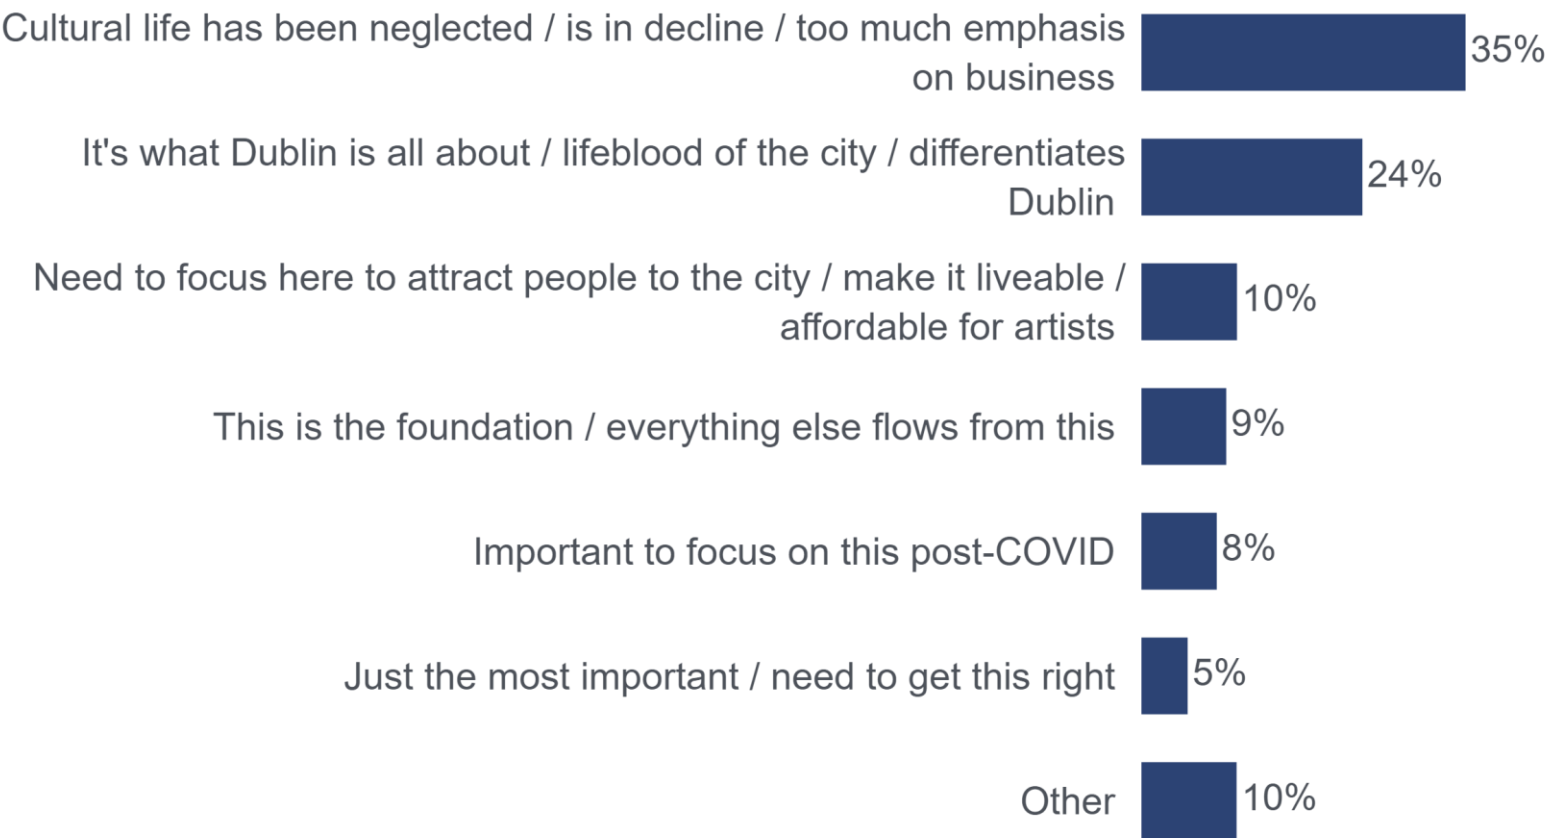 Cultural life has been neglected / is in decline / too much emphasis
on business
35%
It's what Dublin is all about / lifeblood of the city / differentiates
Dublin
24%
Need to focus here to attract people to the city / make it liveable /
affordable for artists
10%
This is the foundation / everything else flows from this
9%
Important to focus on this post-COVID
8%
Just the most important / need to get this right
5%
Other
10%